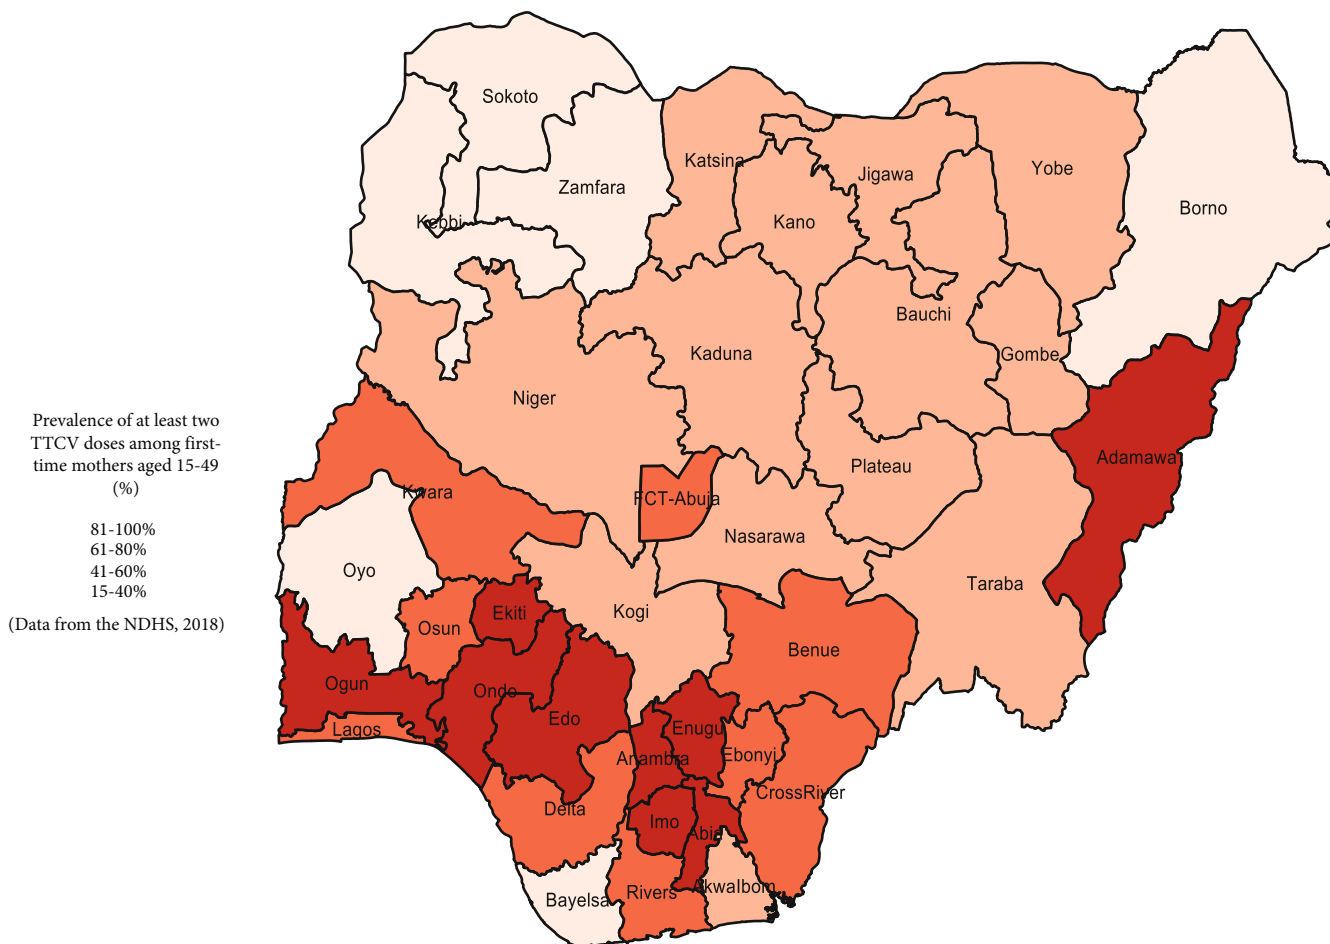 Sokoto
Katsina
Zamfara
Jigawa
Yobe
Borno
Kebbi
Kano
Bauchi
Kaduna
Gombe
Niger
Prevalence of at least two
TTCV doses among first-
time mothers aged 15-49
(%)
81-100%
61-80%
41-60%
15-40%
(Data from the NDHS, 2018)
Adamawa
Plateau
Kwara
FCT-Abuja
Nasarawa
Oyo
Taraba
Kogi
Ekiti
Osun
Benue
Ogun
Ondo
Edo
Lagos
Enugu
Anambra
Ebonyi
CrossRiver
Delta
Imo
Abia
Rivers
AkwaIbom
Bayelsa